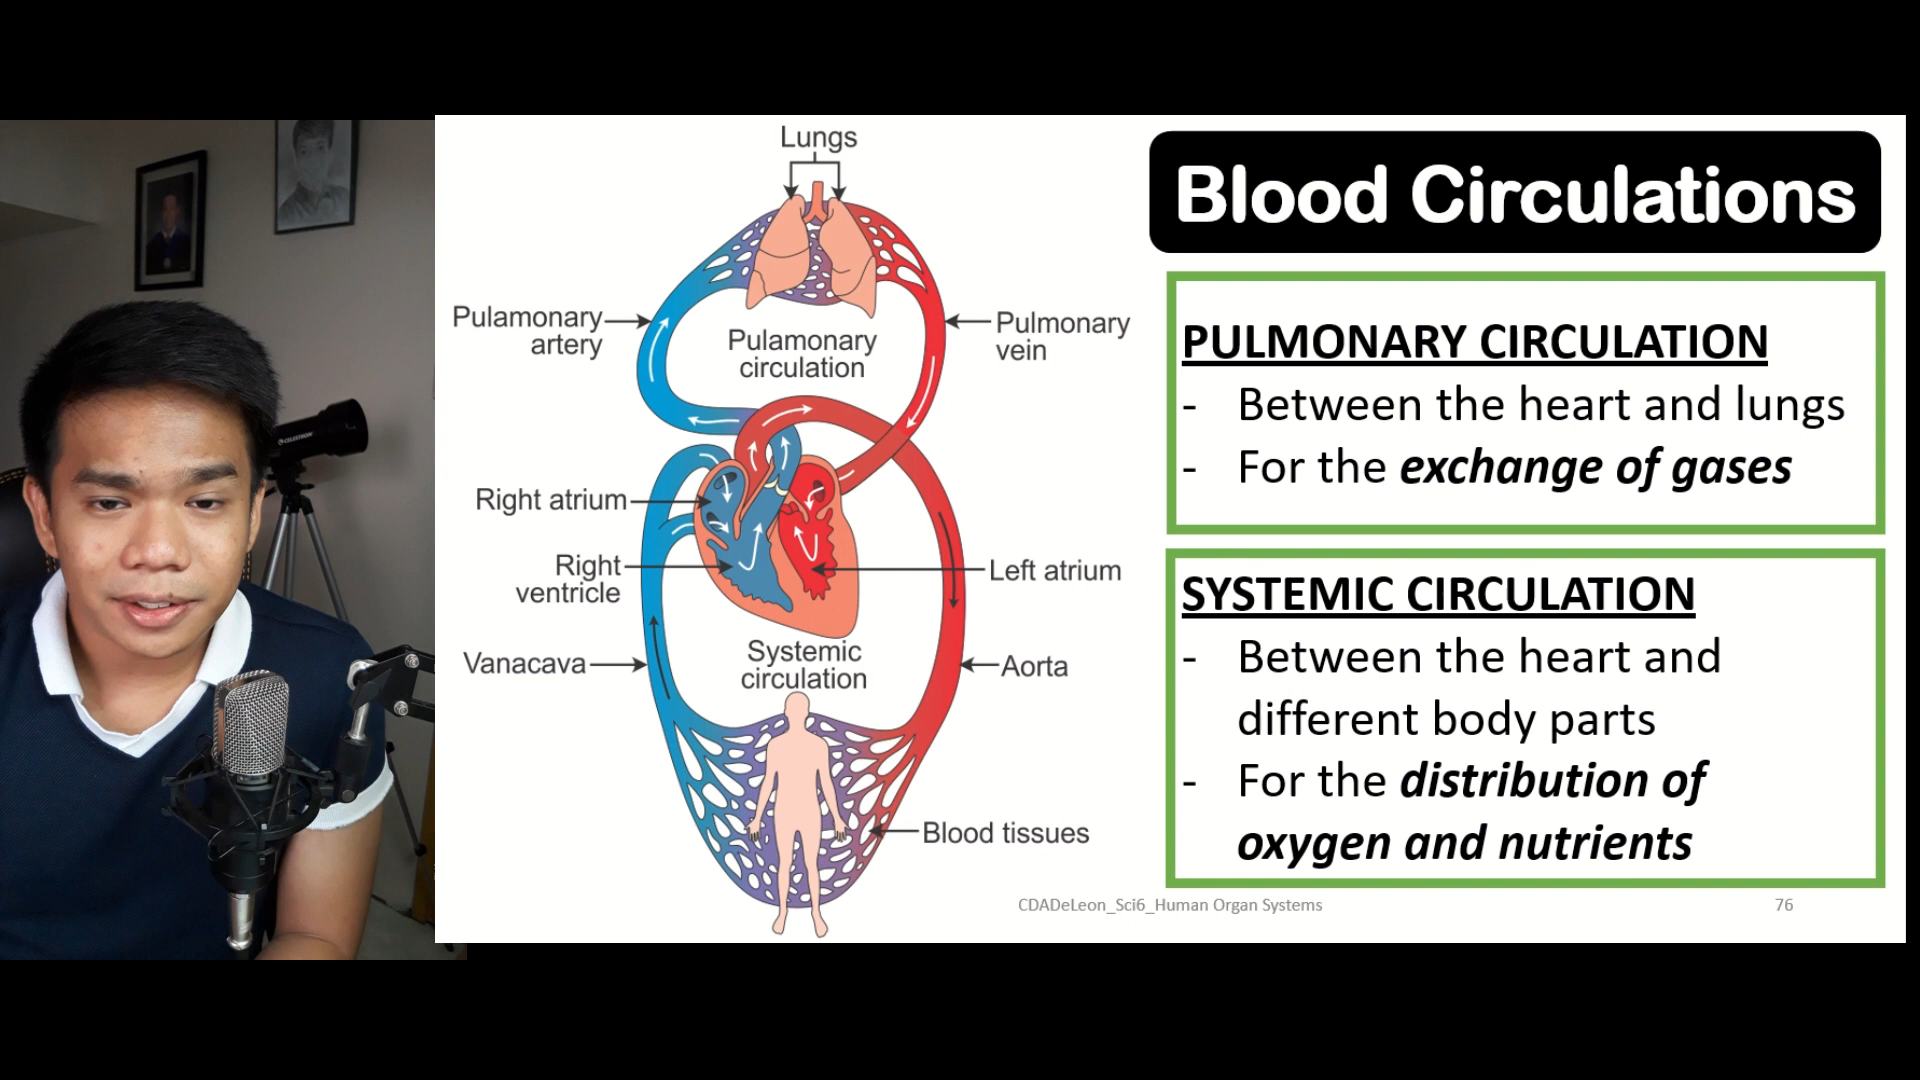 Lungs
Pulamonary
artery
Pulamonary
circulation
Pulmonary
vein
Right atrium
Right
ventricle
Left atrium
Vanacava
Systemic
circulation
Aorta
Blood tissues
Blood Circulations
PULMONARY CIRCULATION
- Between the heart and lungs
- For the exchange of gases
SYSTEMIC CIRCULATION
- Between the heart and
different body parts
- For the distribution of
oxygen and nutrients
CDADeLeon_Sci6_Human Organ Systems
76
CELESTRON